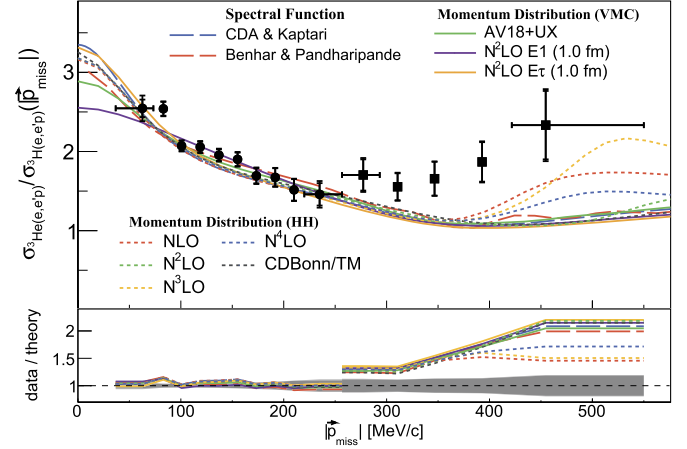 Spectral Function
CDA & Kaptari
Benhar & Pandharipande
Momentum Distribution (VMC)
AV18+UX
N²LO E1 (1.0 fm)
N²LO Eτ (1.0 fm)
σ³H(e,e'p)/σ³H(e,e'p)(|p⃗miss|)
3
2
1
Momentum Distribution (HH)
NLO
N²LO
N³LO
N⁴LO
CDBonn/TM
data / theory
2
1.5
1
0
100
200
300
400
500
|p⃗miss| [MeV/c]